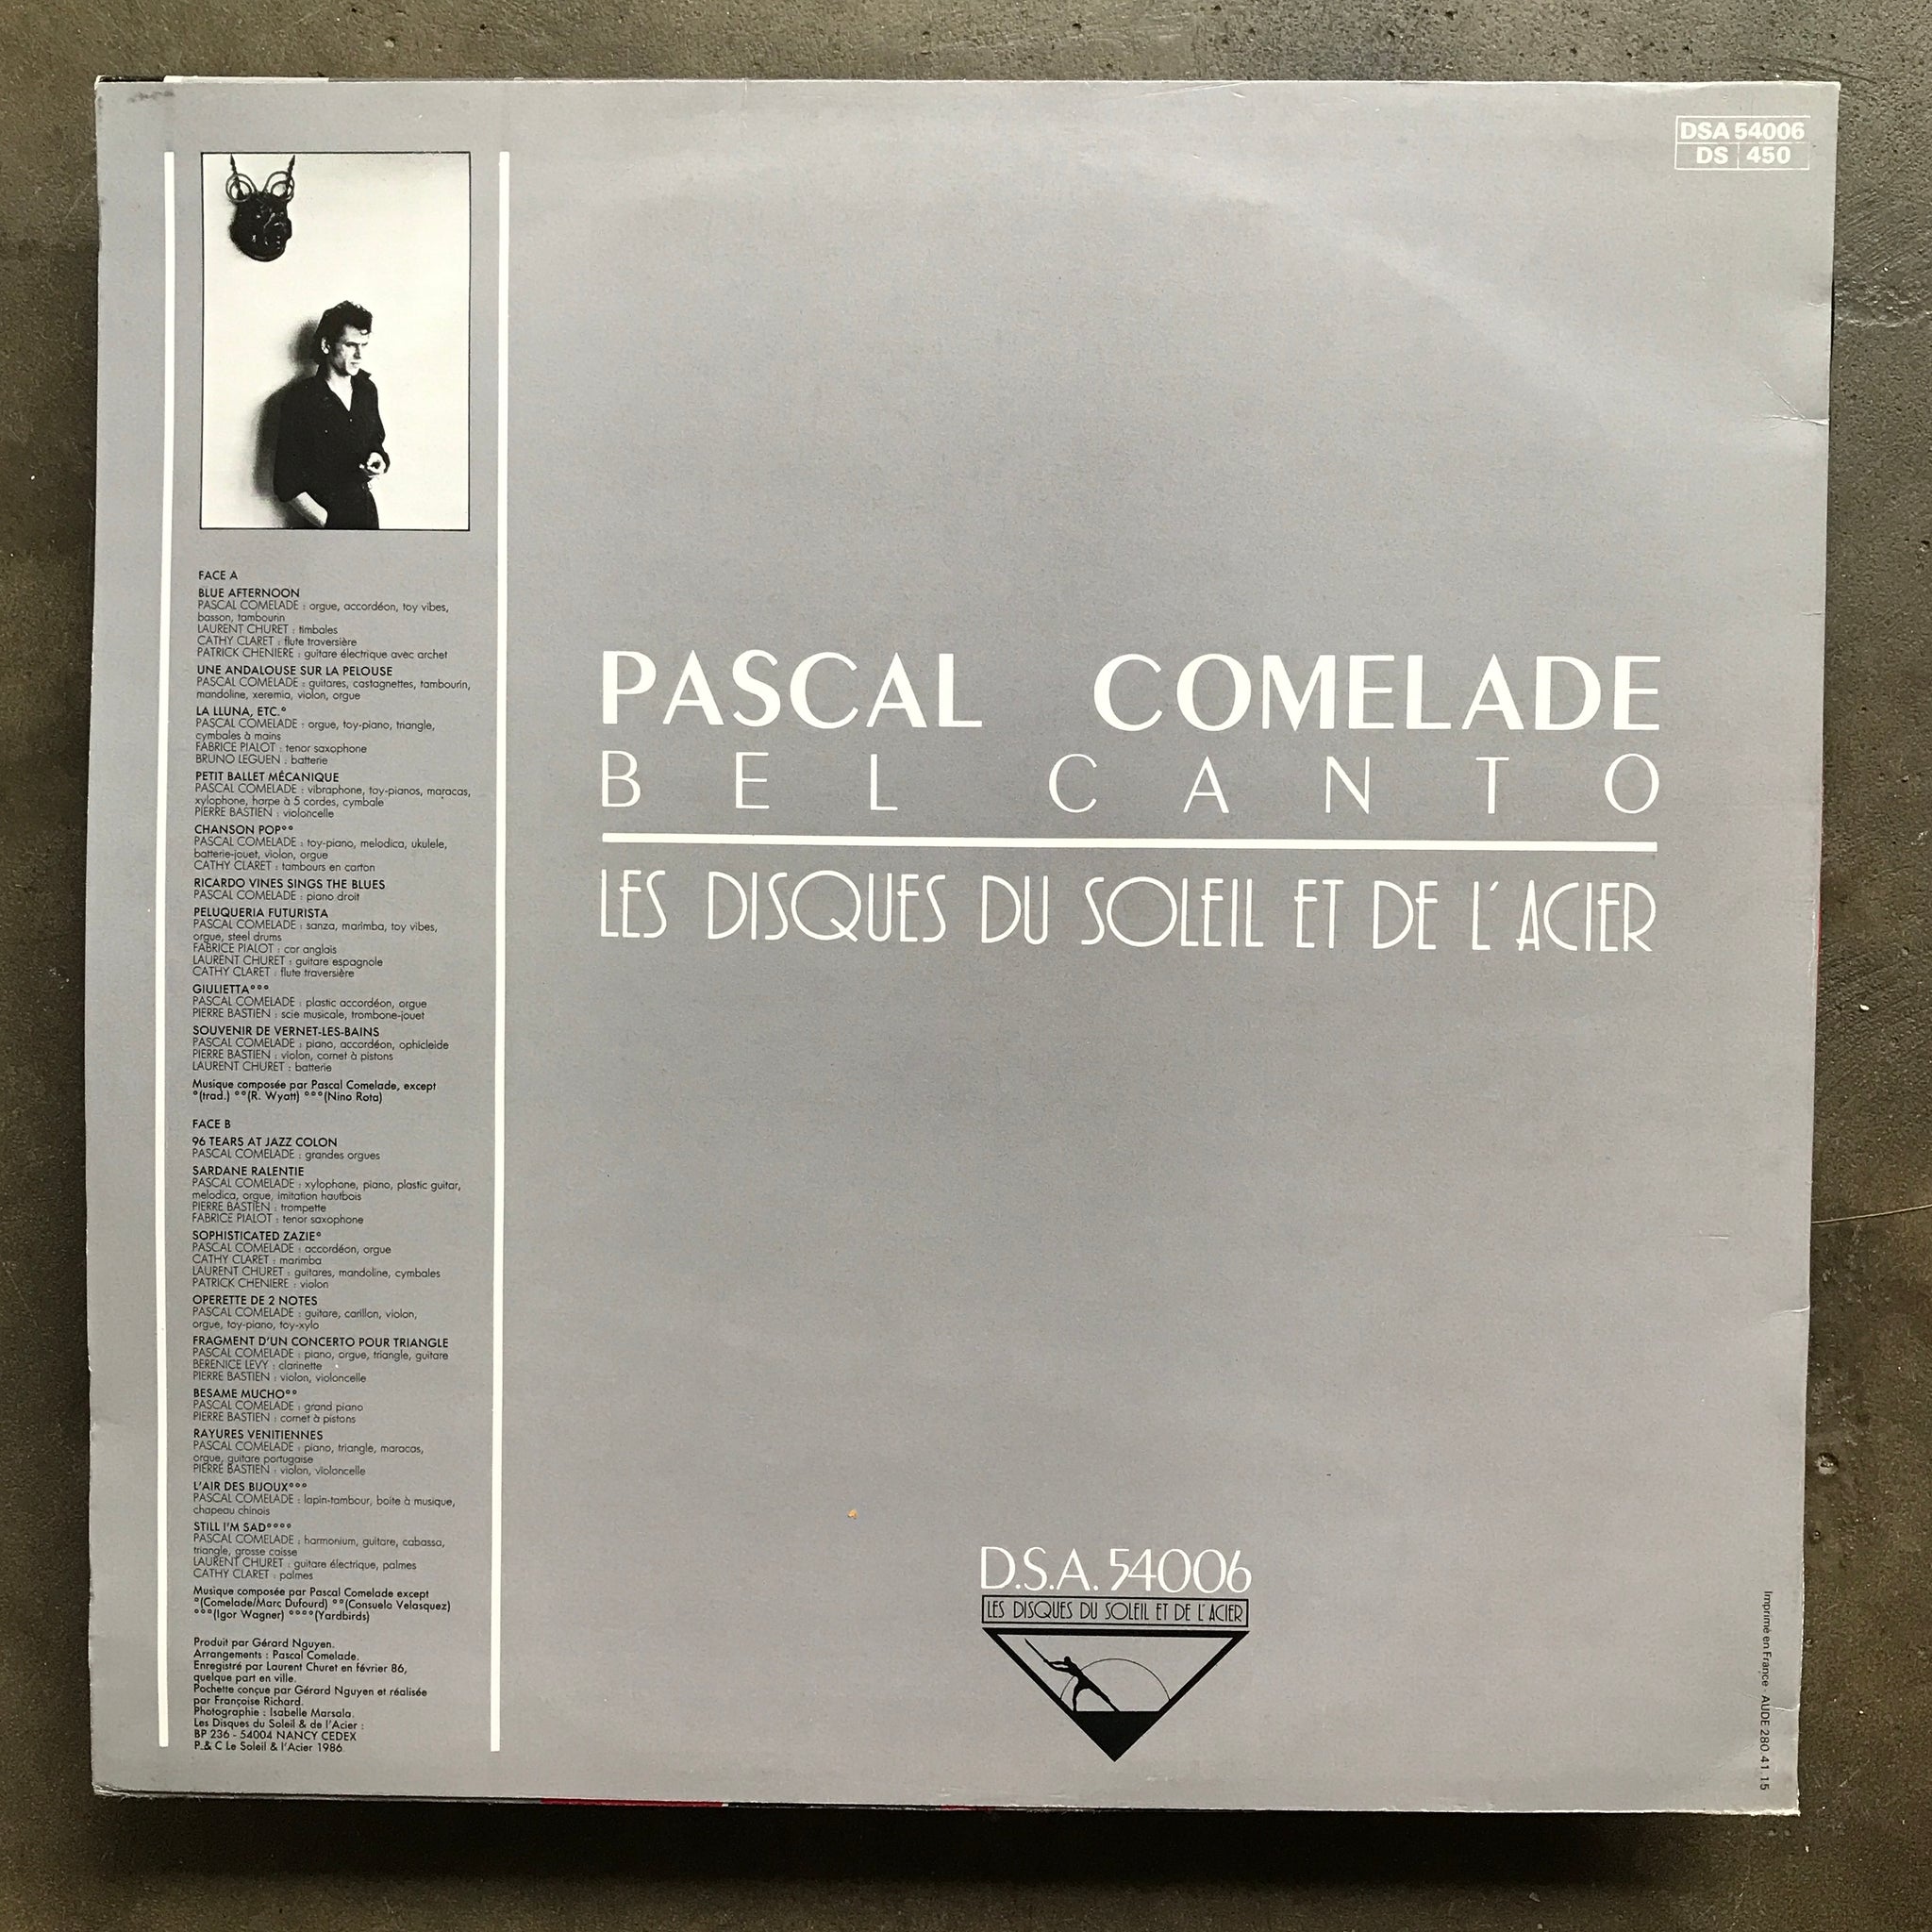 DSA 54006
DS 450
FACE A
BLUE AFTERNOON
PASCAL COMELADE : orgue, accordéon, toy vibes,
basson, tambourin
LAURENT CHURET : timbales
CATHY CLARET : flute traversière
PATRICK CHENIERE : guitare électrique avec archet
UNE ANDALOUSE SUR LA PELOUSE
PASCAL COMELADE : guitares, castagnettes, tambourin,
mandoline, xeremia, violon, orgue
LA LLUNA, ETC.°
PASCAL COMELADE : orgue, toy-piano, triangle,
cymbales à mains
FABRICE PIALOT : tenor saxophone
BRUNO LEGUEN : batterie
PETIT BALLET MÉCANIQUE
PASCAL COMELADE : vibraphone, toy-pianos, maracas,
xylophone, harpe à 5 cordes, cymbale
PIERRE BASTIEN : violoncelle
CHANSON POP°°
PASCAL COMELADE : toy-piano, melodica, ukulele,
batterie-jouet, violon, orgue
CATHY CLARET : tambours en carton
RICARDO VINES SINGS THE BLUES
PASCAL COMELADE : piano droit
PELUQUERIA FUTURISTA
PASCAL COMELADE : sanza, marimba, toy vibes,
orgue, steel drums
FABRICE PIALOT : cor anglais
LAURENT CHURET : guitare espagnole
CATHY CLARET : flute traversière
GIULIETTA°°°
PASCAL COMELADE : plastic accordéon, orgue
PIERRE BASTIEN : scie musicale, trombone-jouet
SOUVENIR DE VERNET-LES-BAINS
PASCAL COMELADE : piano, accordéon, ophicleide
PIERRE BASTIEN : violon, cornet à pistons
LAURENT CHURET : batterie
Musique composée par Pascal Comelade, except
°(trad.) °°(R. Wyatt) °°°(Nino Rota)
FACE B
96 TEARS AT JAZZ COLON
PASCAL COMELADE : grandes orgues
SARDANE RALENTIE
PASCAL COMELADE : xylophone, piano, plastic guitar,
melodica, orgue, imitation hautbois
PIERRE BASTIEN : trompette
FABRICE PIALOT : tenor saxophone
SOPHISTICATED ZAZIE°
PASCAL COMELADE : accordéon, orgue
CATHY CLARET : marimba
LAURENT CHURET : guitares, mandoline, cymbales
PATRICK CHENIERE : violon
OPERETTE DE 2 NOTES
PASCAL COMELADE : guitare, carillon, violon,
orgue, toy-piano, toy-xylo
FRAGMENT D'UN CONCERTO POUR TRIANGLE
PASCAL COMELADE : piano, orgue, triangle, guitare
BERENICE LEVY : clarinette
PIERRE BASTIEN : violon, violoncelle
BESAME MUCHO°°
PASCAL COMELADE : grand piano
PIERRE BASTIEN : cornet à pistons
RAYURES VENITIENNES
PASCAL COMELADE : piano, triangle, maracas,
orgue, guitare portugaise
PIERRE BASTIEN : violon, violoncelle
L'AIR DES BIJOUX°°°
PASCAL COMELADE : lapin-tambour, boite à musique,
chapeau chinois
STILL I'M SAD°°°°
PASCAL COMELADE : harmonium, guitare, cabassa,
triangle, grosse caisse
LAURENT CHURET : guitare électrique, palmes
CATHY CLARET : palmes
Musique composée par Pascal Comelade except
°(Comelade/Marc Dufourd) °°(Consuelo Velasquez)
°°°(Igor Wagner) °°°°(Yardbirds)
Produit par Gérard Nguyen.
Arrangements : Pascal Comelade.
Enregistré par Laurent Churet en février 86,
quelque part en ville.
Pochette conçue par Gérard Nguyen et réalisée
par Françoise Richard.
Photographie : Isabelle Marsala.
Les Disques du Soleil & de l'Acier :
BP 236 - 54004 NANCY CEDEX
P & C Le Soleil & l'Acier 1986.
PASCAL COMELADE
BEL CANTO
LES DISQUES DU SOLEIL ET DE L'ACIER
D.S.A. 54006
LES DISQUES DU SOLEIL ET DE L'ACIER
Imprimé en France - AUDE 280 41 15